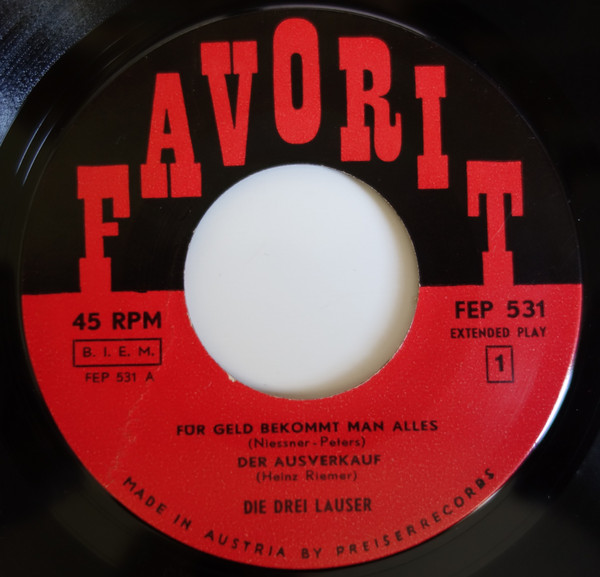 FAVORIT
45 RPM
B. I. E. M.
FEP 531 A
FEP 531
EXTENDED PLAY
1
FÜR GELD BEKOMMT MAN ALLES
(Niessner-Peters)
DER AUSVERKAUF
(Heinz Riemer)
DIE DREI LAUSER
MADE IN AUSTRIA BY PREISERRECORDS